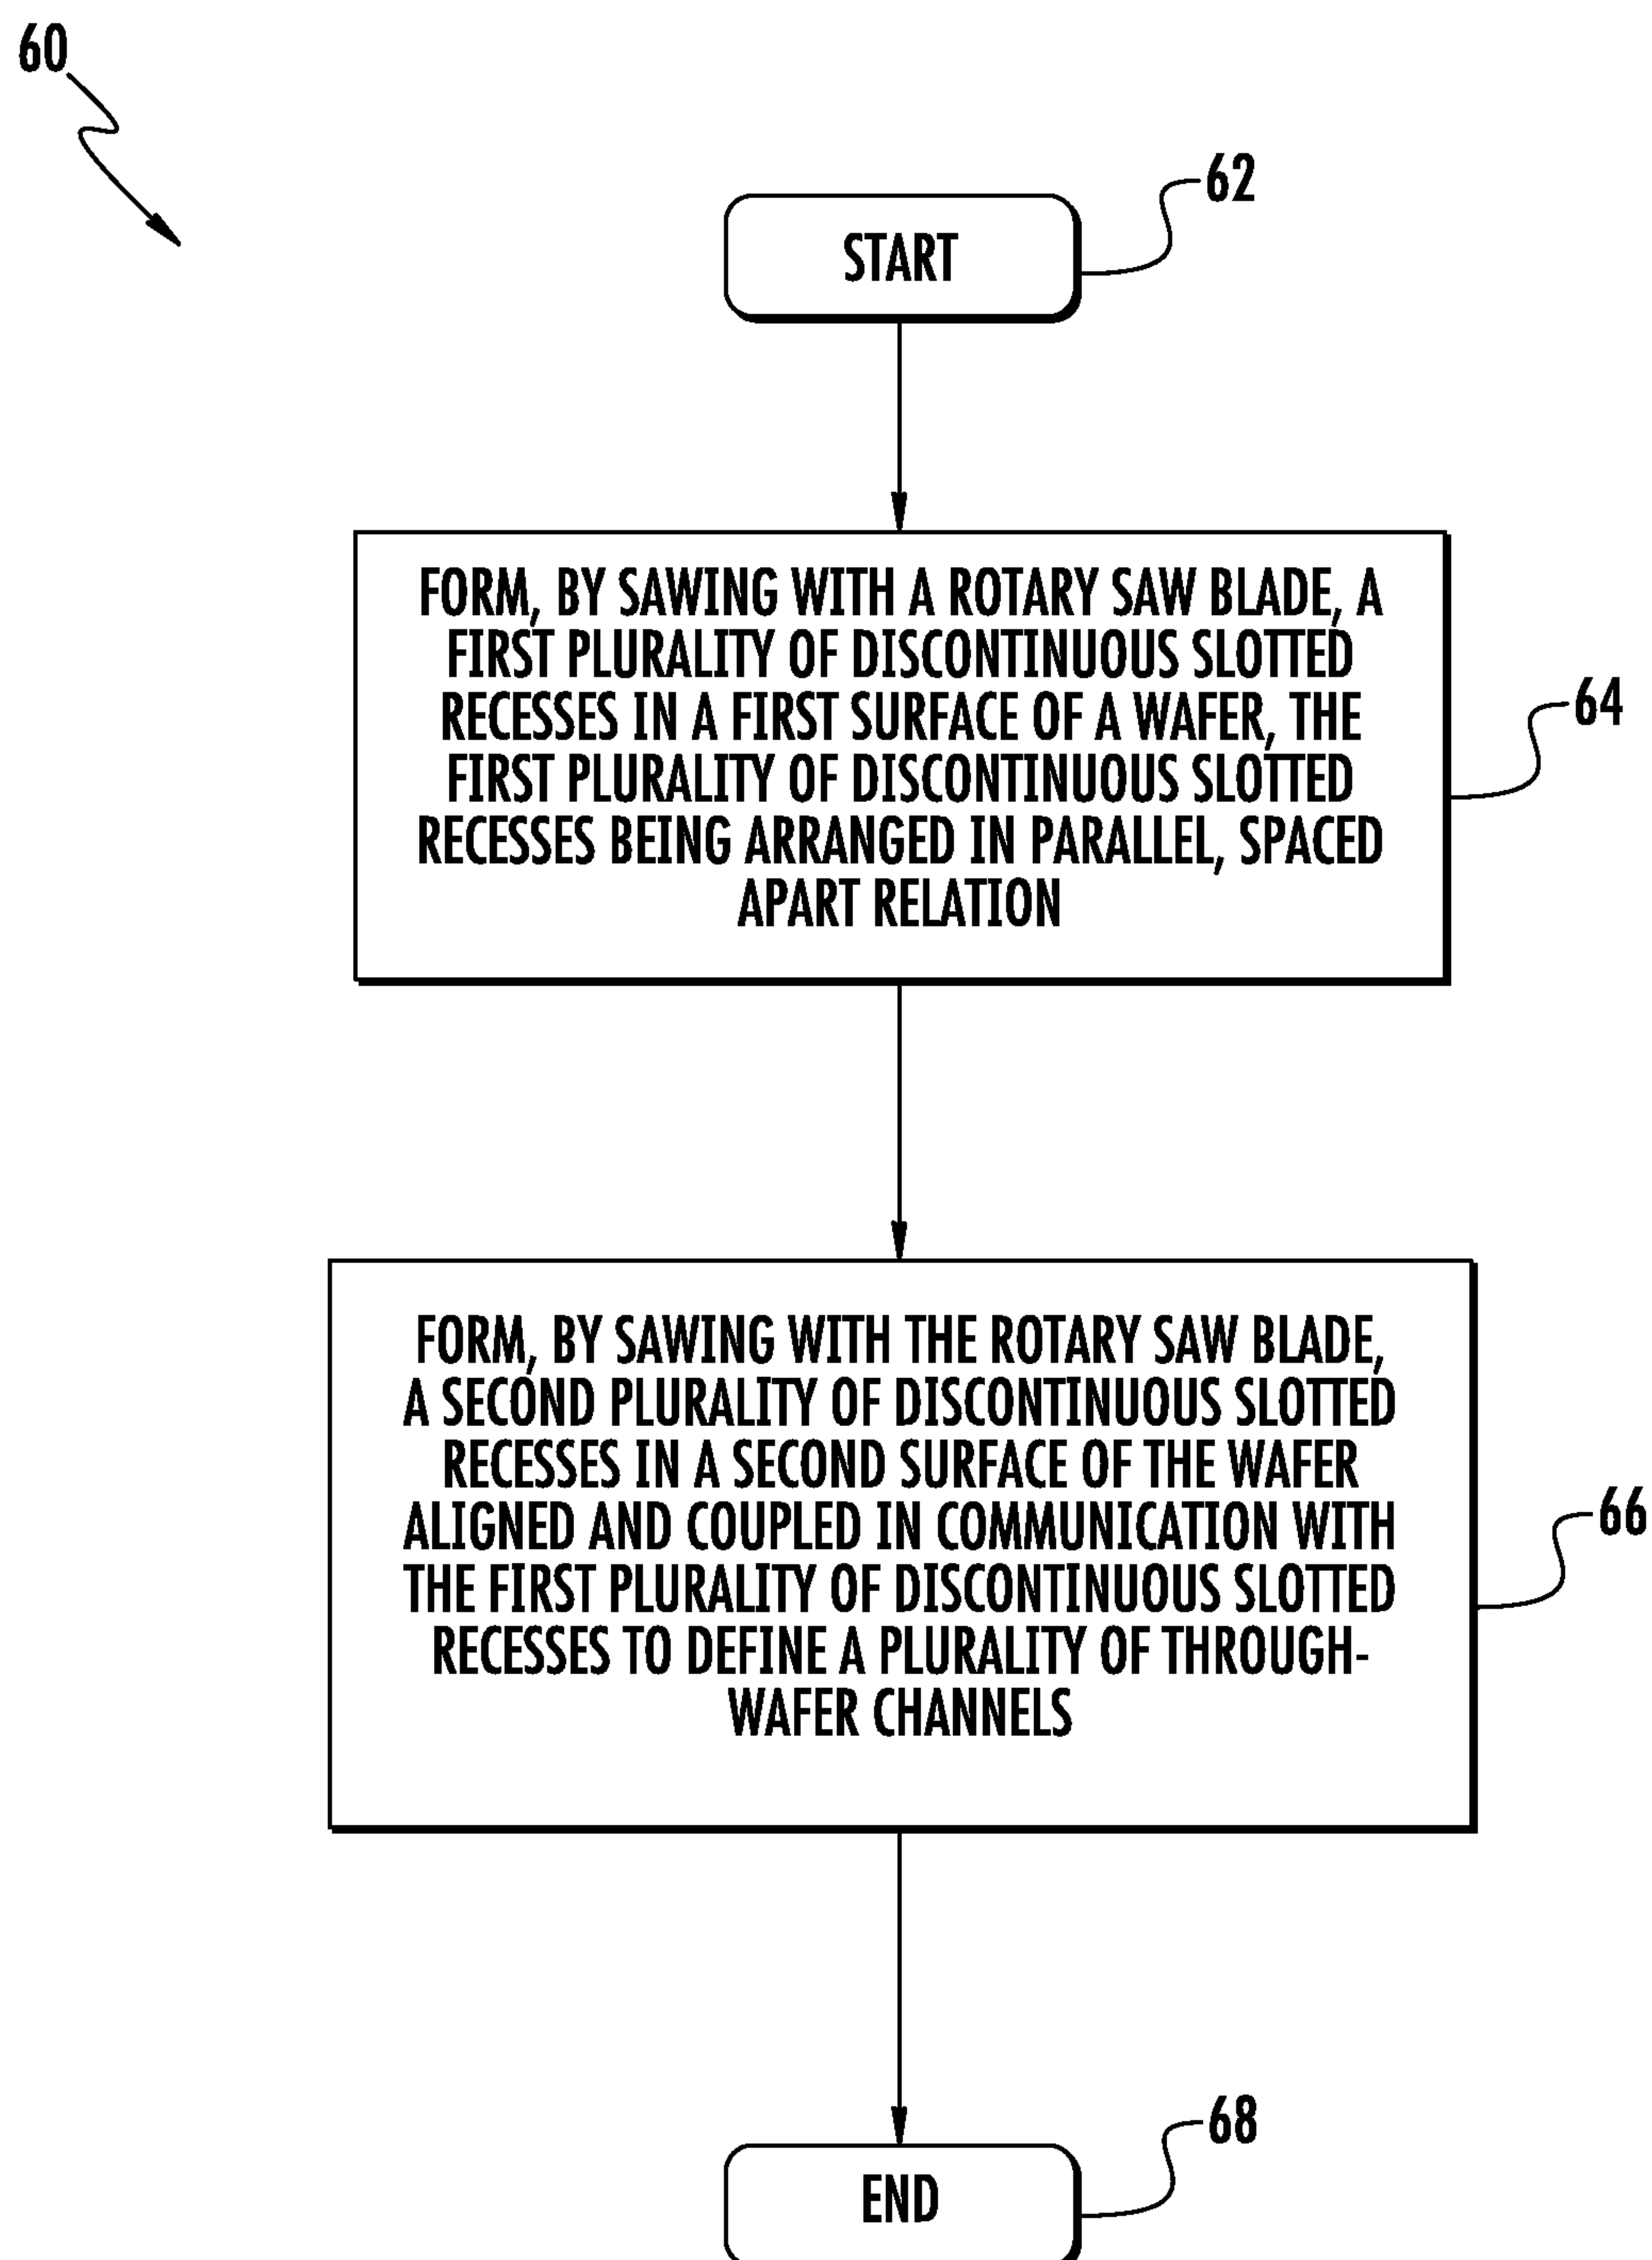 60
62
START
FORM, BY SAWING WITH A ROTARY SAW BLADE, A
FIRST PLURALITY OF DISCONTINUOUS SLOTTED
RECESSES IN A FIRST SURFACE OF A WAFER, THE
FIRST PLURALITY OF DISCONTINUOUS SLOTTED
RECESSES BEING ARRANGED IN PARALLEL, SPACED
APART RELATION
64
FORM, BY SAWING WITH THE ROTARY SAW BLADE,
A SECOND PLURALITY OF DISCONTINUOUS SLOTTED
RECESSES IN A SECOND SURFACE OF THE WAFER
ALIGNED AND COUPLED IN COMMUNICATION WITH
THE FIRST PLURALITY OF DISCONTINUOUS SLOTTED
RECESSES TO DEFINE A PLURALITY OF THROUGH-
WAFER CHANNELS
66
68
END